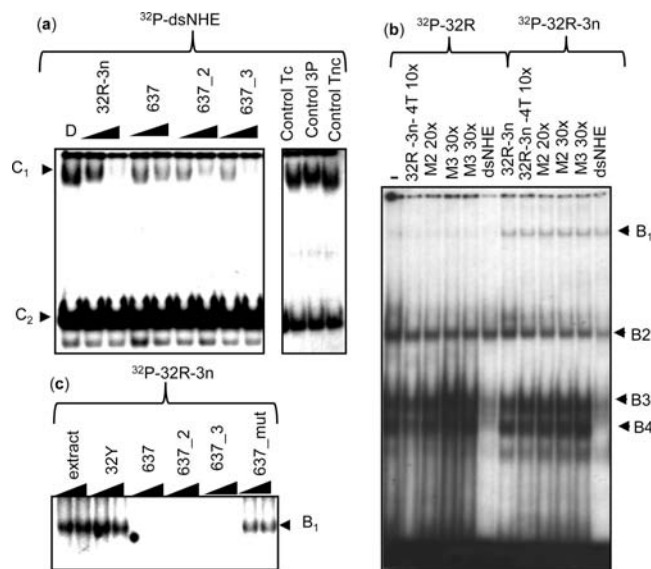 (a)
³²P-dsNHE
D
32R-3n
637
637_2
637_3
Control Tc
Control 3P
Control Tnc
C₁
C₂
(b)
³²P-32R
³²P-32R-3n
-
32R -3n- 4T 10x
M2 20x
M3 30x
M3 30x
dsNHE
32R-3n
32R-3n -4T 10x
M2 20x
M2 30x
M3 30x
dsNHE
B₁
B2
B3
B4
(c)
³²P-32R-3n
extract
32Y
637
637_2
637_3
637_mut
B₁